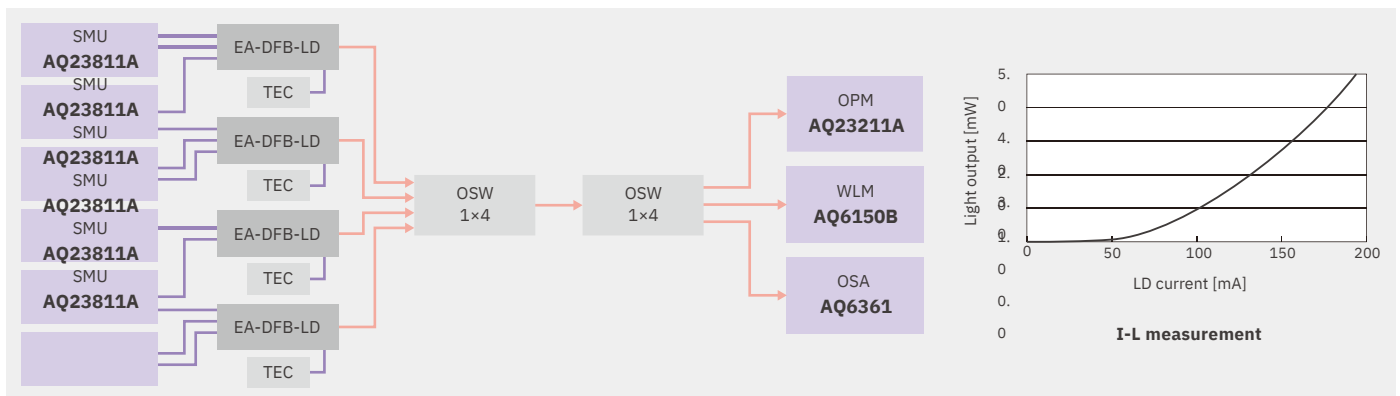 SMU
AQ23811A
SMU
AQ23811A
SMU
AQ23811A
SMU
AQ23811A
SMU
AQ23811A
SMU
AQ23811A
EA-DFB-LD
TEC
EA-DFB-LD
TEC
EA-DFB-LD
TEC
EA-DFB-LD
TEC
OSW
1×4
OSW
1×4
OPM
AQ23211A
WLM
AQ6150B
OSA
AQ6361
Light output [mW]
5.
0
4.
2.
3.
1.
0
0.
0
0
50
100
150
200
LD current [mA]
I-L measurement